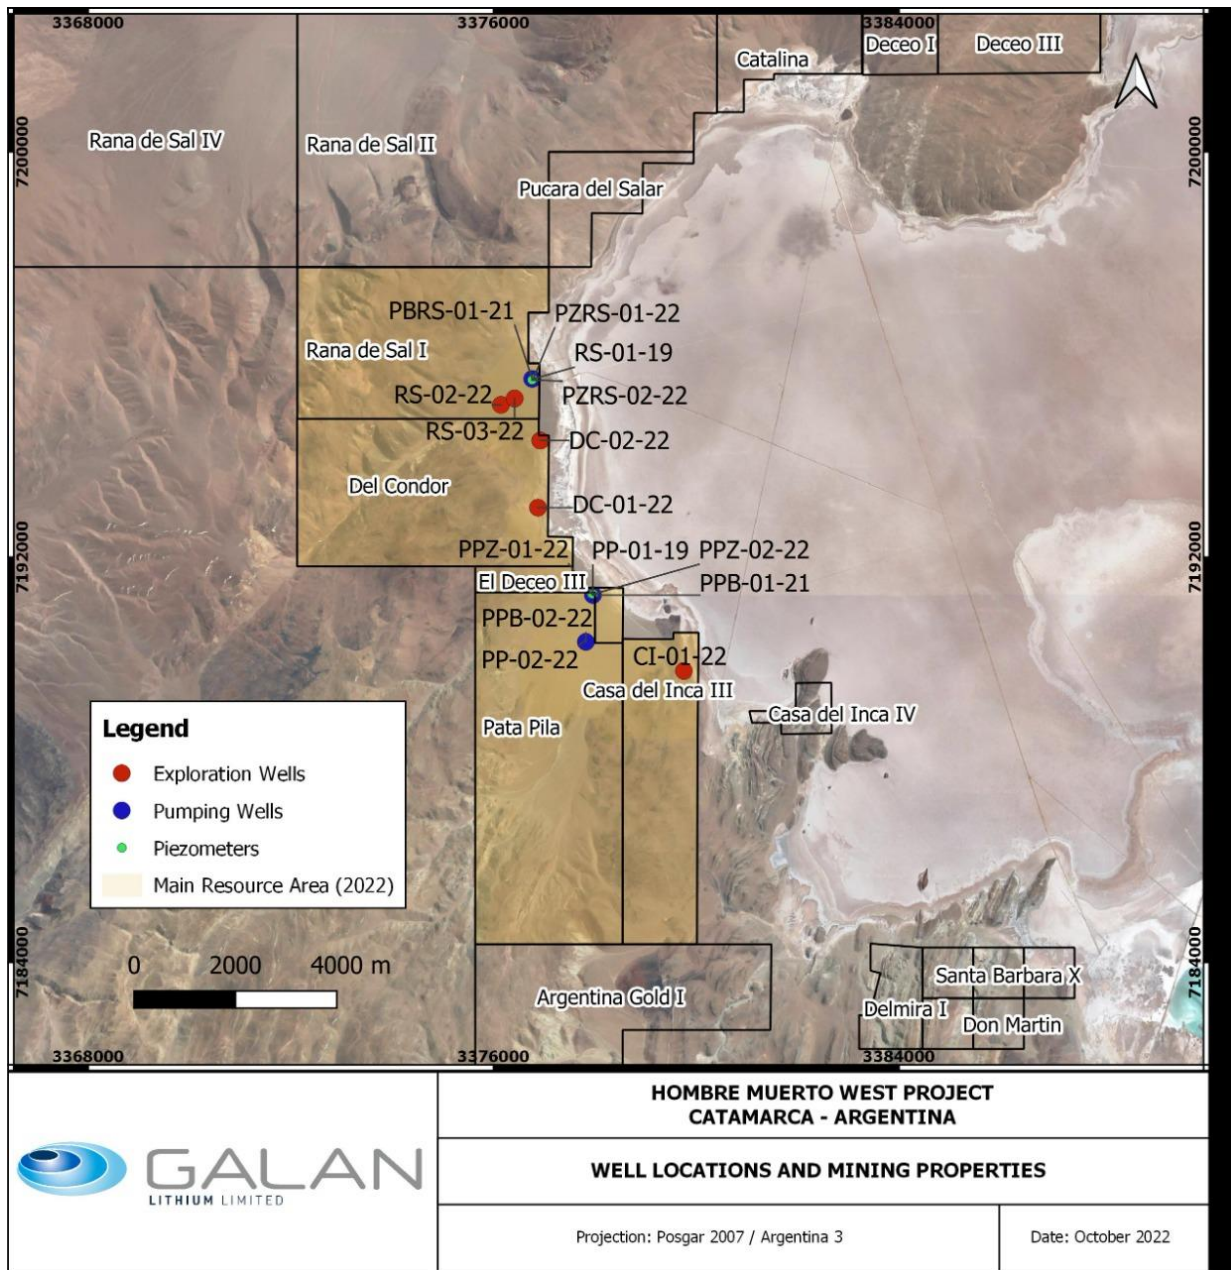 3368000
3376000
3384000
Deceo I
Deceo III
Catalina
Rana de Sal IV
Rana de Sal II
7200000
7200000
Pucara del Salar
PBRS-01-21
PZRS-01-22
Rana de Sal I
RS-01-19
RS-02-22
PZRS-02-22
RS-03-22
DC-02-22
Del Condor
DC-01-22
7192000
7192000
PPZ-01-22
PP-01-19
PPZ-02-22
El Deceo III
PPB-01-21
PPB-02-22
PP-02-22
CI-01-22
Casa del Inca III
Casa del Inca IV
Pata Pila
Legend
Exploration Wells
Pumping Wells
Piezometers
Main Resource Area (2022)
0 2000 4000 m
7184000
7184000
Argentina Gold I
Santa Barbara X
Delmira I
Don Martin
3368000
3376000
3384000
GALAN
LITHIUM LIMITED
HOMBRE MUERTO WEST PROJECT
CATAMARCA - ARGENTINA
WELL LOCATIONS AND MINING PROPERTIES
Projection: Posgar 2007 / Argentina 3
Date: October 2022